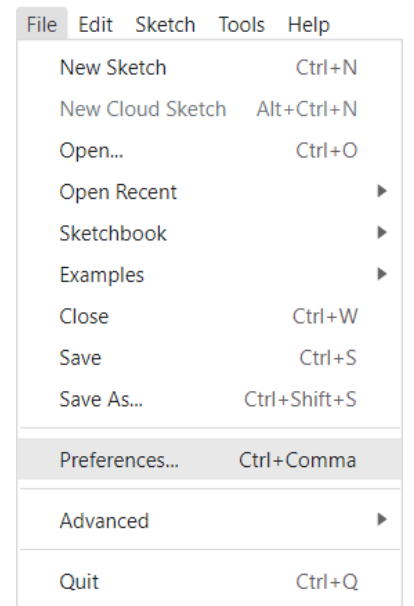 File Edit Sketch Tools Help
New Sketch Ctrl+N
New Cloud Sketch Alt+Ctrl+N
Open... Ctrl+O
Open Recent
Sketchbook
Examples
Close Ctrl+W
Save Ctrl+S
Save As... Ctrl+Shift+S
Preferences... Ctrl+Comma
Advanced
Quit Ctrl+Q